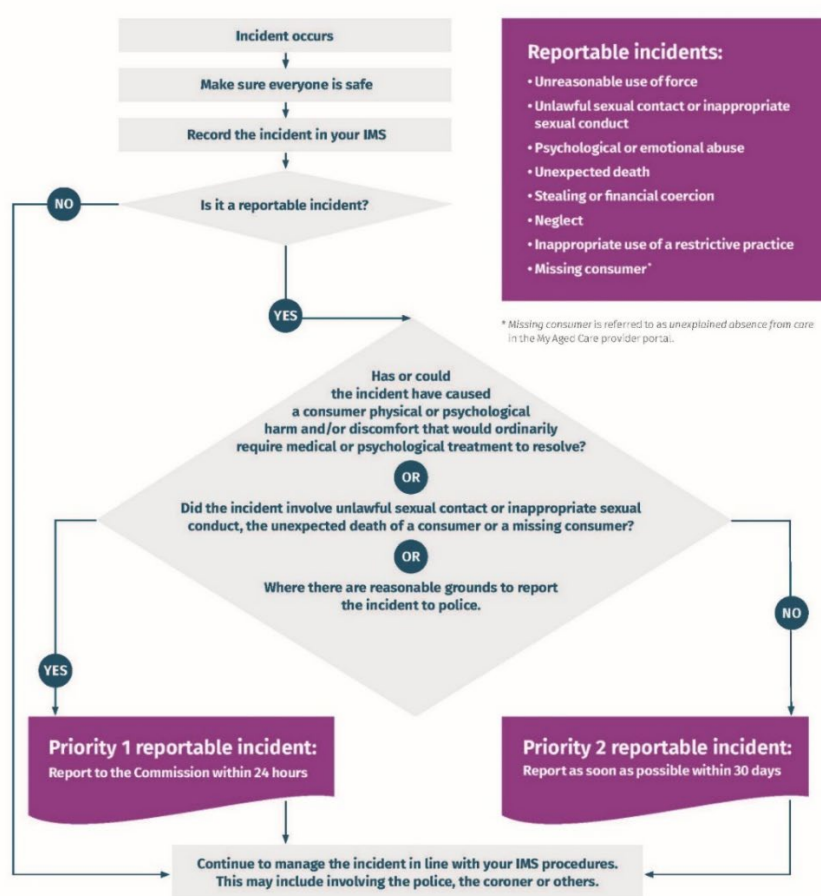 Incident occurs
Make sure everyone is safe
Record the incident in your IMS
Is it a reportable incident?
NO
YES
Reportable incidents:
• Unreasonable use of force
• Unlawful sexual contact or inappropriate
sexual conduct
• Psychological or emotional abuse
• Unexpected death
• Stealing or financial coercion
• Neglect
• Inappropriate use of a restrictive practice
• Missing consumer*
* Missing consumer is referred to as unexplained absence from care
in the My Aged Care provider portal.
Has or could
the incident have caused
a consumer physical or psychological
harm and/or discomfort that would ordinarily
require medical or psychological treatment to resolve?
OR
Did the incident involve unlawful sexual contact or inappropriate sexual
conduct, the unexpected death of a consumer or a missing consumer?
OR
Where there are reasonable grounds to report
the incident to police.
YES
NO
Priority 1 reportable incident:
Report to the Commission within 24 hours
Priority 2 reportable incident:
Report as soon as possible within 30 days
Continue to manage the incident in line with your IMS procedures.
This may include involving the police, the coroner or others.